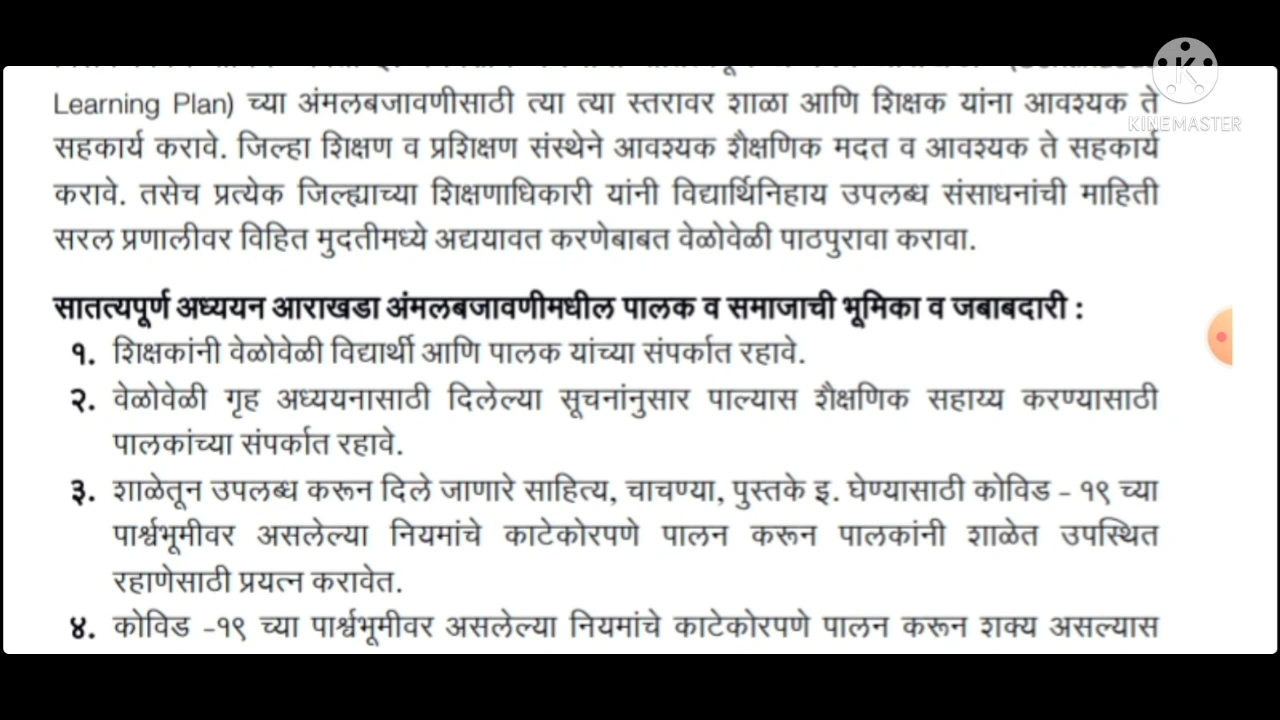 Learning Plan) च्या अंमलबजावणीसाठी त्या त्या स्तरावर शाळा आणि शिक्षक यांना आवश्यक ते
सहकार्य करावे. जिल्हा शिक्षण व प्रशिक्षण संस्थेने आवश्यक शैक्षणिक मदत व आवश्यक ते सहकार्य
करावे. तसेच प्रत्येक जिल्ह्याच्या शिक्षणाधिकारी यांनी विद्यार्थिनिहाय उपलब्ध संसाधनांची माहिती
सरल प्रणालीवर विहित मुदतीमध्ये अद्ययावत करणेबाबत वेळोवेळी पाठपुरावा करावा.
सातत्यपूर्ण अध्ययन आराखडा अंमलबजावणीमधील पालक व समाजाची भूमिका व जबाबदारी :
१. शिक्षकांनी वेळोवेळी विद्यार्थी आणि पालक यांच्या संपर्कात रहावे.
२. वेळोवेळी गृह अध्ययनासाठी दिलेल्या सूचनांनुसार पाल्यास शैक्षणिक सहाय्य करण्यासाठी
पालकांच्या संपर्कात रहावे.
३. शाळेतून उपलब्ध करून दिले जाणारे साहित्य, चाचण्या, पुस्तके इ. घेण्यासाठी कोविड - १९ च्या
पार्श्वभूमीवर असलेल्या नियमांचे काटेकोरपणे पालन करून पालकांनी शाळेत उपस्थित
रहाणेसाठी प्रयत्न करावेत.
४. कोविड -१९ च्या पार्श्वभूमीवर असलेल्या नियमांचे काटेकोरपणे पालन करून शक्य असल्यास
K
KINEMASTER